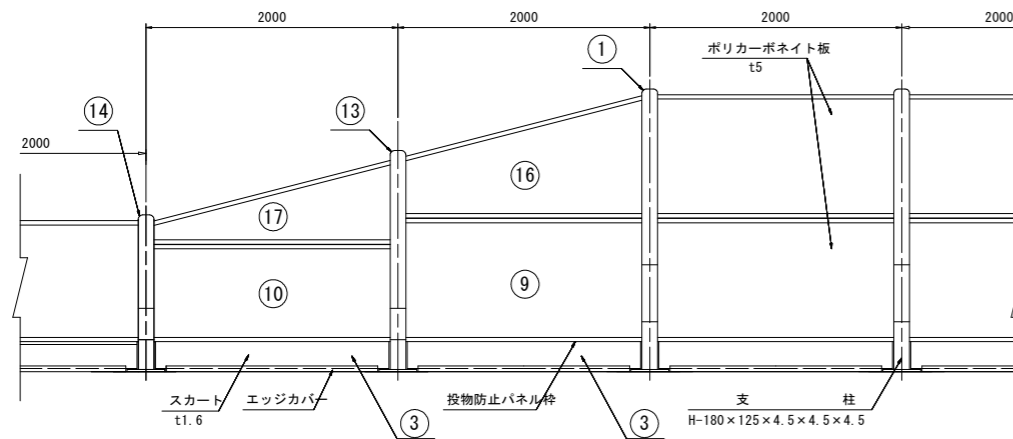 2000
2000
2000
2000
①
ポリカーボネイト板
t5
⑭
⑬
2000
⑯
⑰
⑩
⑨
スカート
t1.6
エッジカバー
③
投物防止パネル枠
③
支 柱
H-180×125×4.5×4.5×4.5